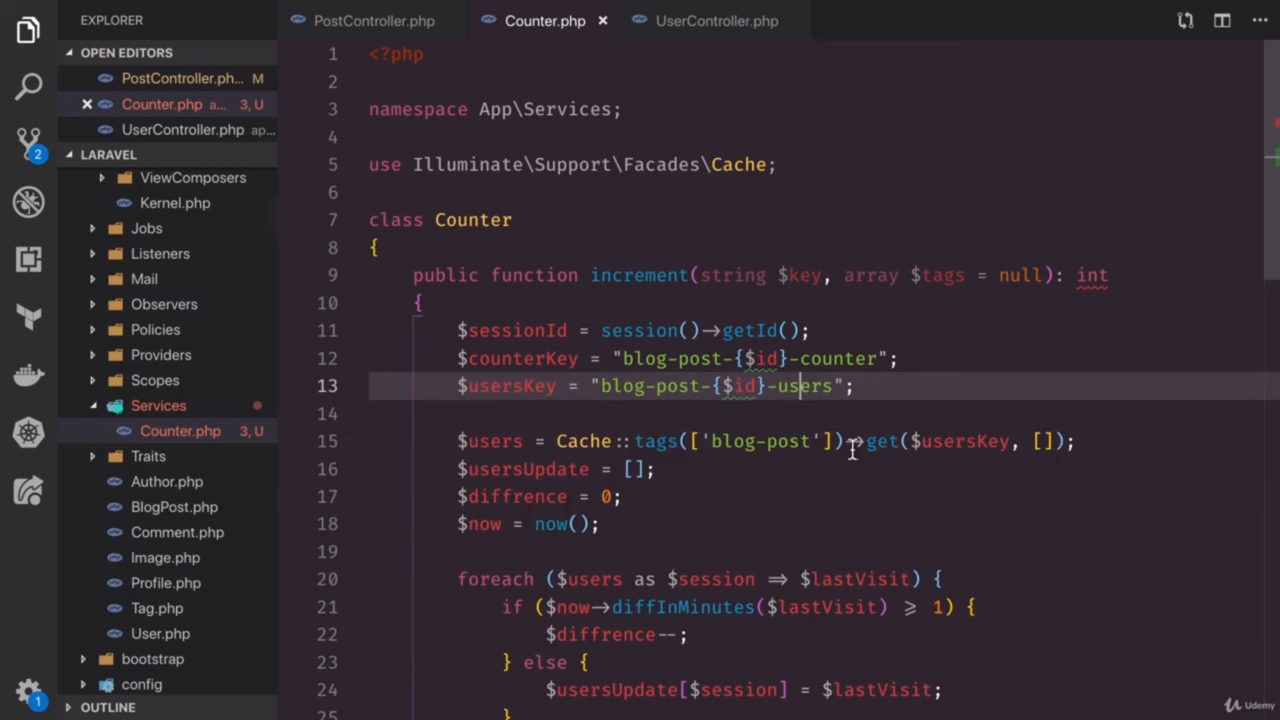 EXPLORER
OPEN EDITORS
PostController.ph... M
Counter.php a... 3, U
UserController.php ap...
LARAVEL
ViewComposers
Kernel.php
Jobs
Listeners
Mail
Observers
Policies
Providers
Scopes
Services
Counter.php 3, U
Traits
Author.php
BlogPost.php
Comment.php
Image.php
Profile.php
Tag.php
User.php
bootstrap
config
OUTLINE
2
1
PostController.php Counter.php UserController.php
1 <?php
2
3 namespace App\Services;
4
5 use Illuminate\Support\Facades\Cache;
6
7 class Counter
8 {
9 public function increment(string $key, array $tags = null): int
10 {
11 $sessionId = session()->getId();
12 $counterKey = "blog-post-{$id}-counter";
13 $usersKey = "blog-post-{$id}-users";
14
15 $users = Cache::tags(['blog-post'])->get($usersKey, []);
16 $usersUpdate = [];
17 $diffrence = 0;
18 $now = now();
19
20 foreach ($users as $session => $lastVisit) {
21 if ($now->diffInMinutes($lastVisit) >= 1) {
22 $diffrence--;
23 } else {
24 $usersUpdate[$session] = $lastVisit;
25 }
Udemy